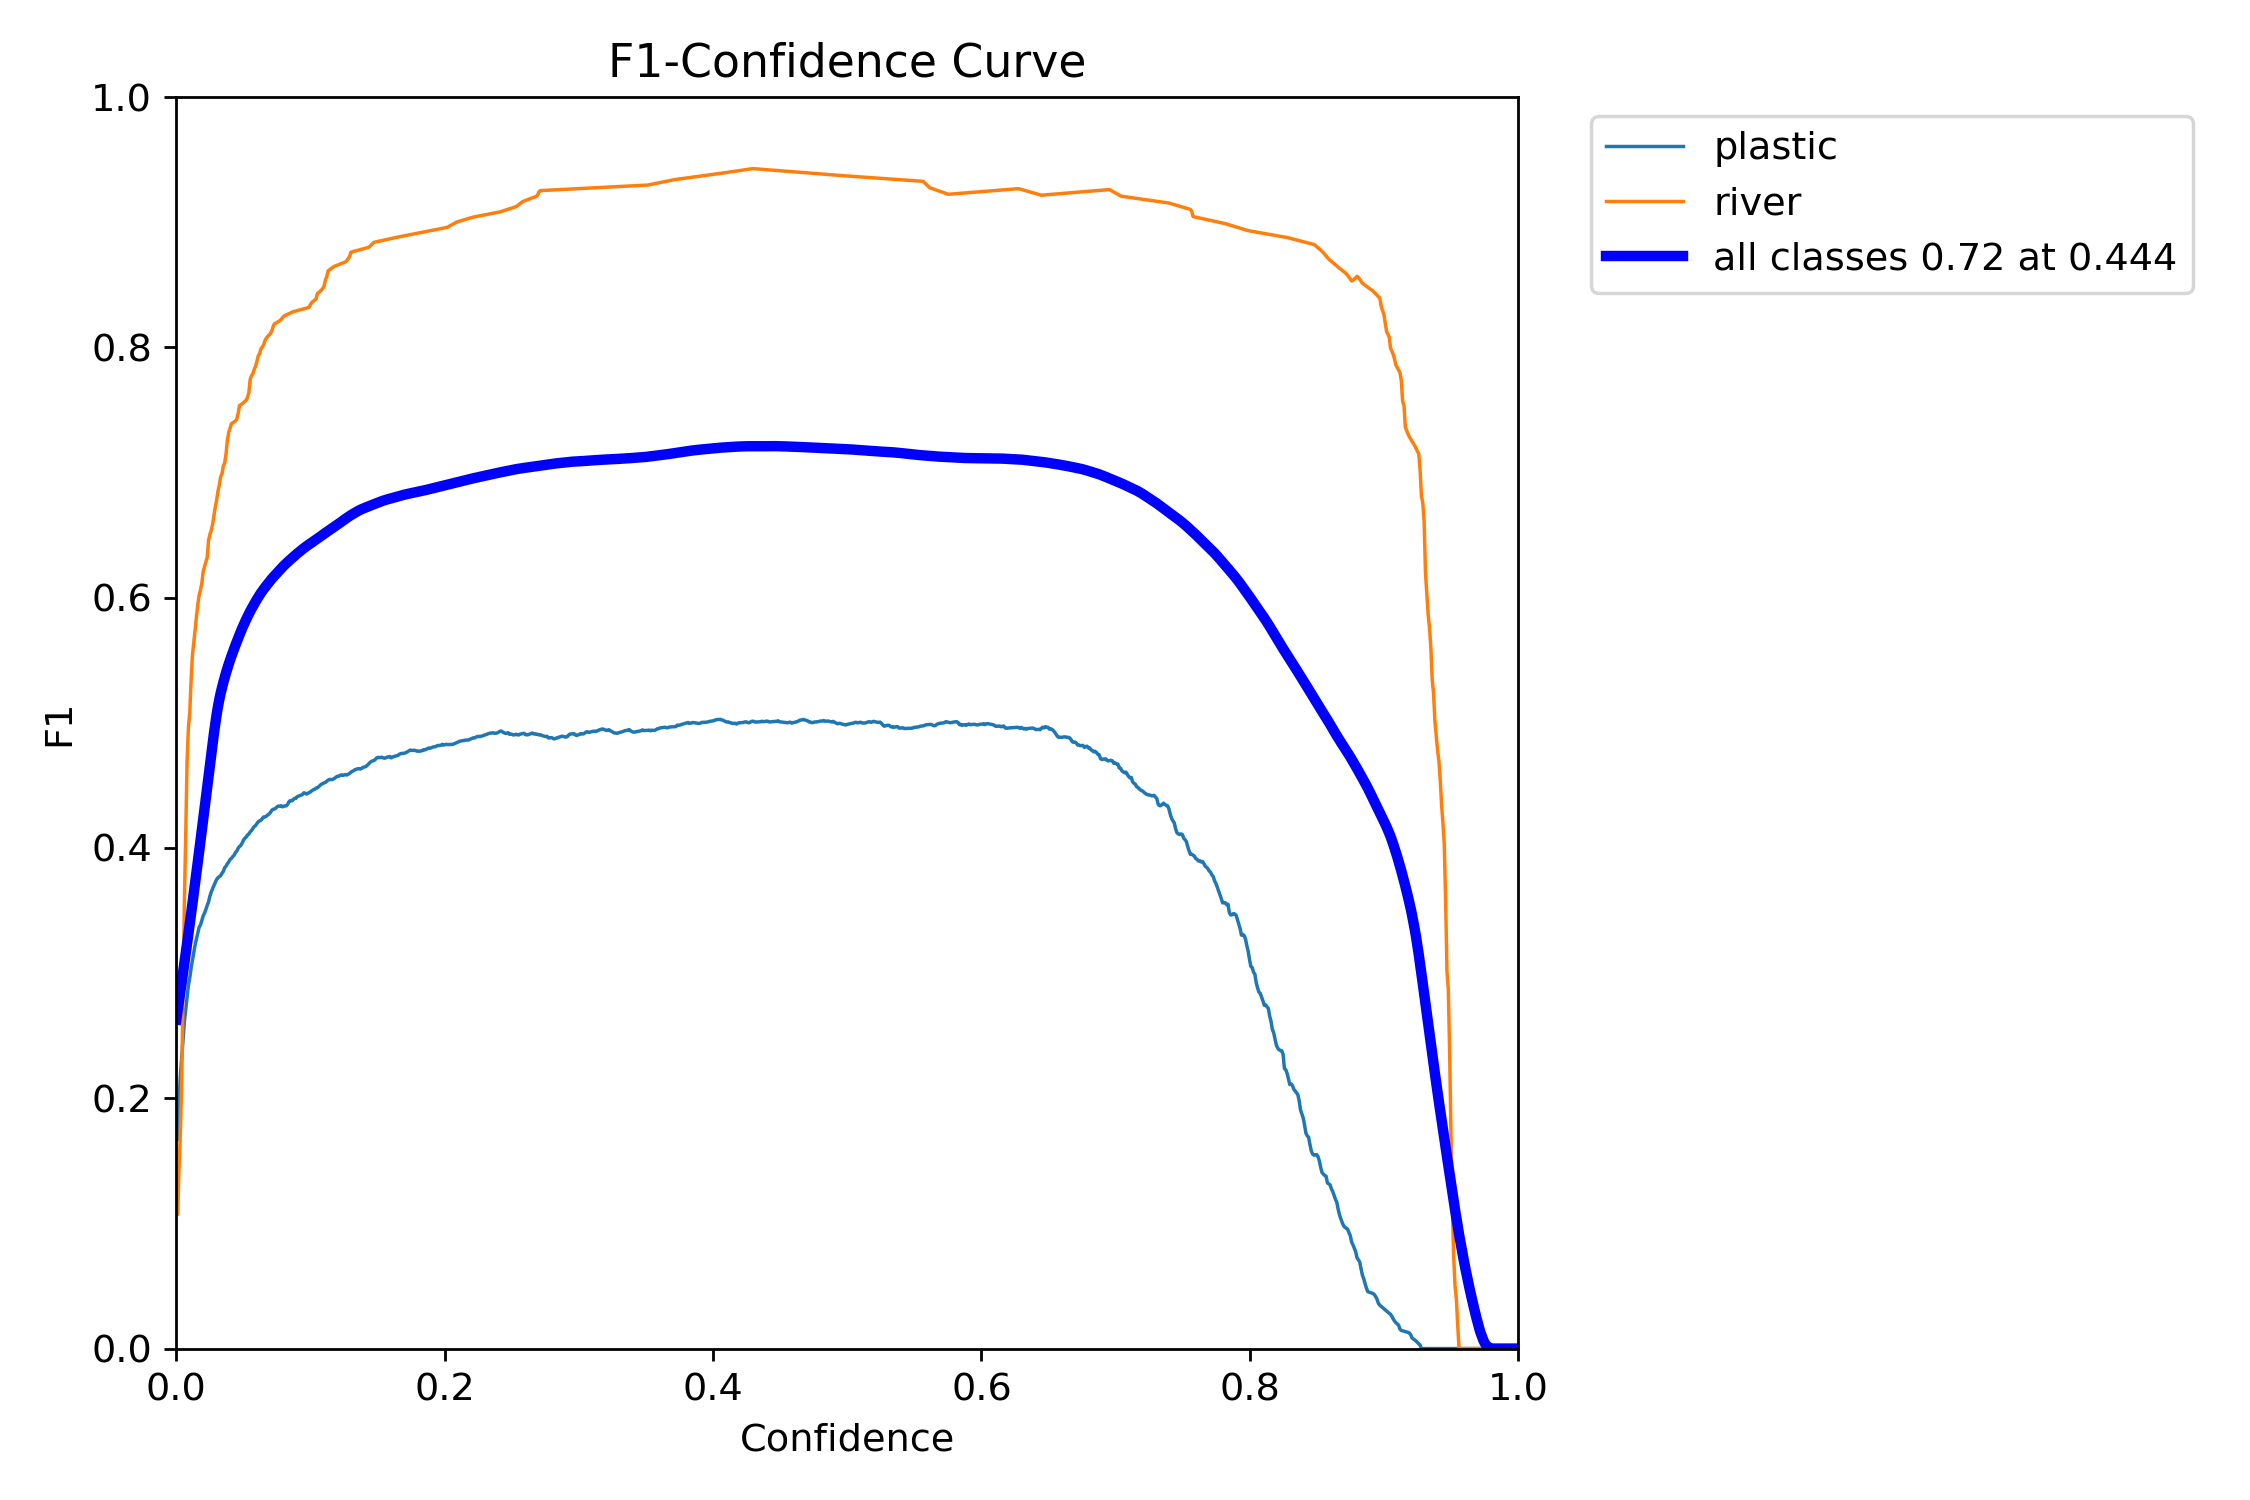 F1-Confidence Curve
1.0
0.8
0.6
0.4
0.2
0.0
F1
0.0 0.2 0.4 0.6 0.8 1.0
Confidence
plastic
river
all classes 0.72 at 0.444